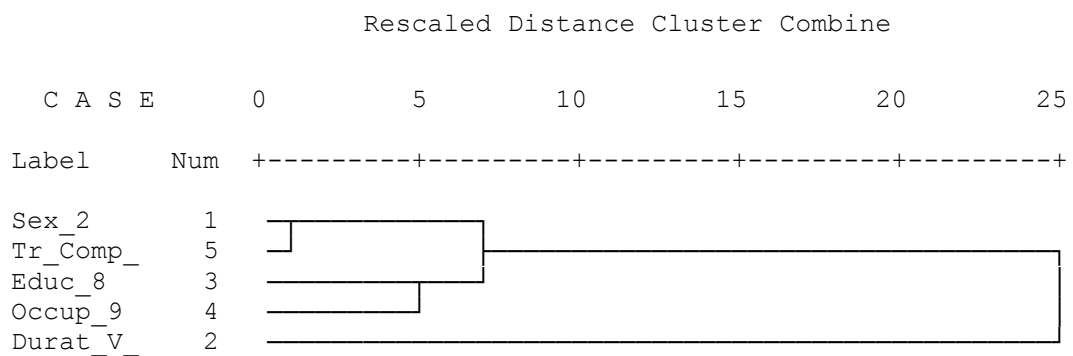 Rescaled Distance Cluster Combine
C A S E 0 5 10 15 20 25
Label Num +---------+---------+---------+---------+---------+
Sex_2 1
Tr_Comp_ 5
Educ_8 3
Occup_9 4
Durat_V_ 2